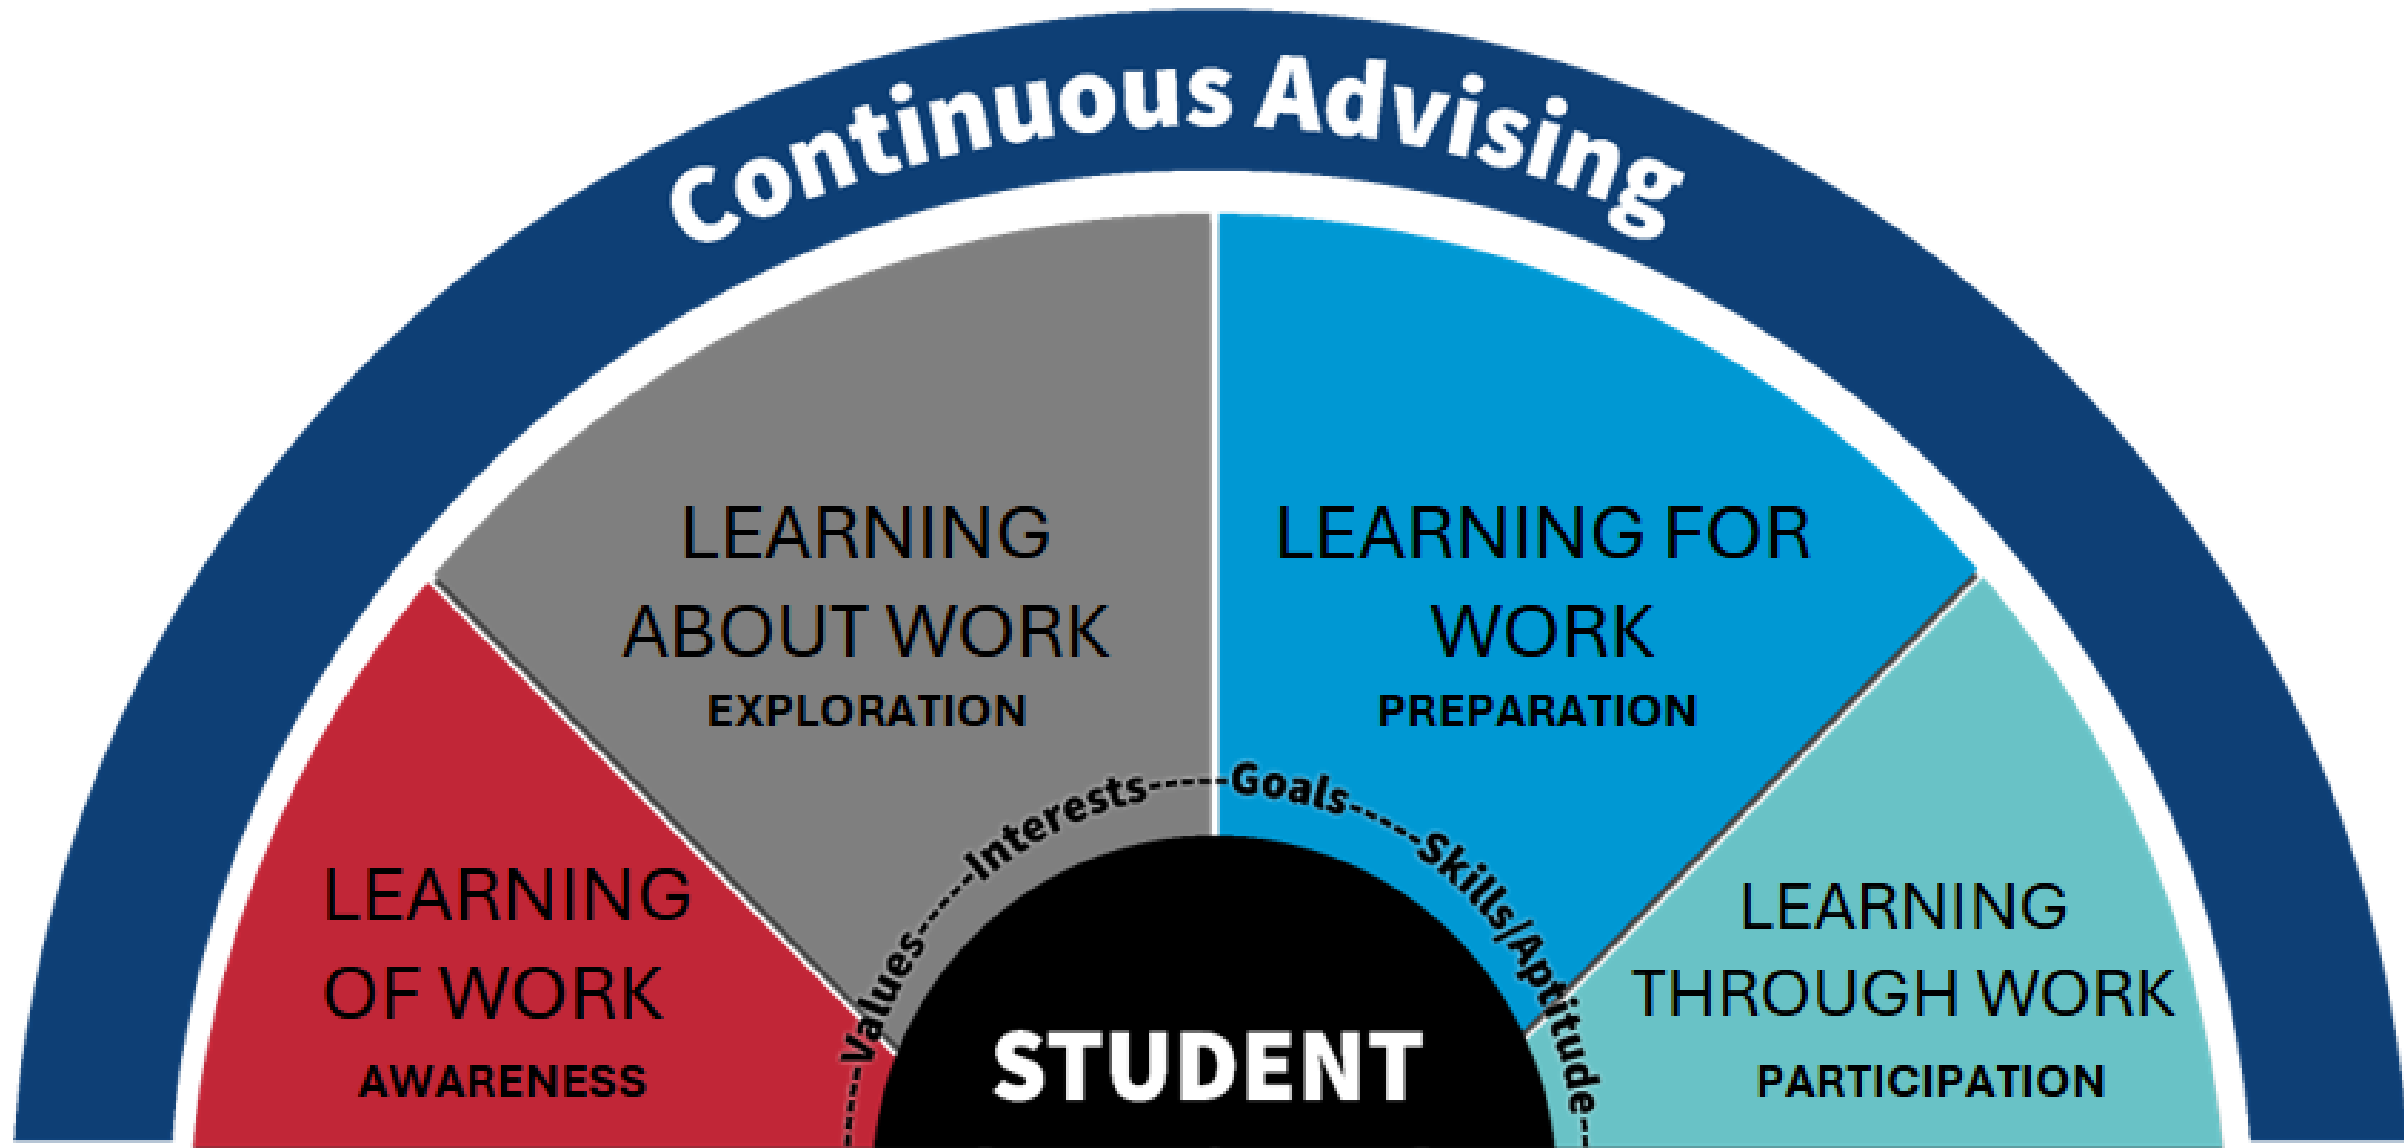 Continuous Advising
LEARNING
ABOUT WORK
EXPLORATION
LEARNING FOR
WORK
PREPARATION
LEARNING
OF WORK
AWARENESS
LEARNING
THROUGH WORK
PARTICIPATION
-----Values-----Interests-----Goals-----Skills/Aptitude--
STUDENT